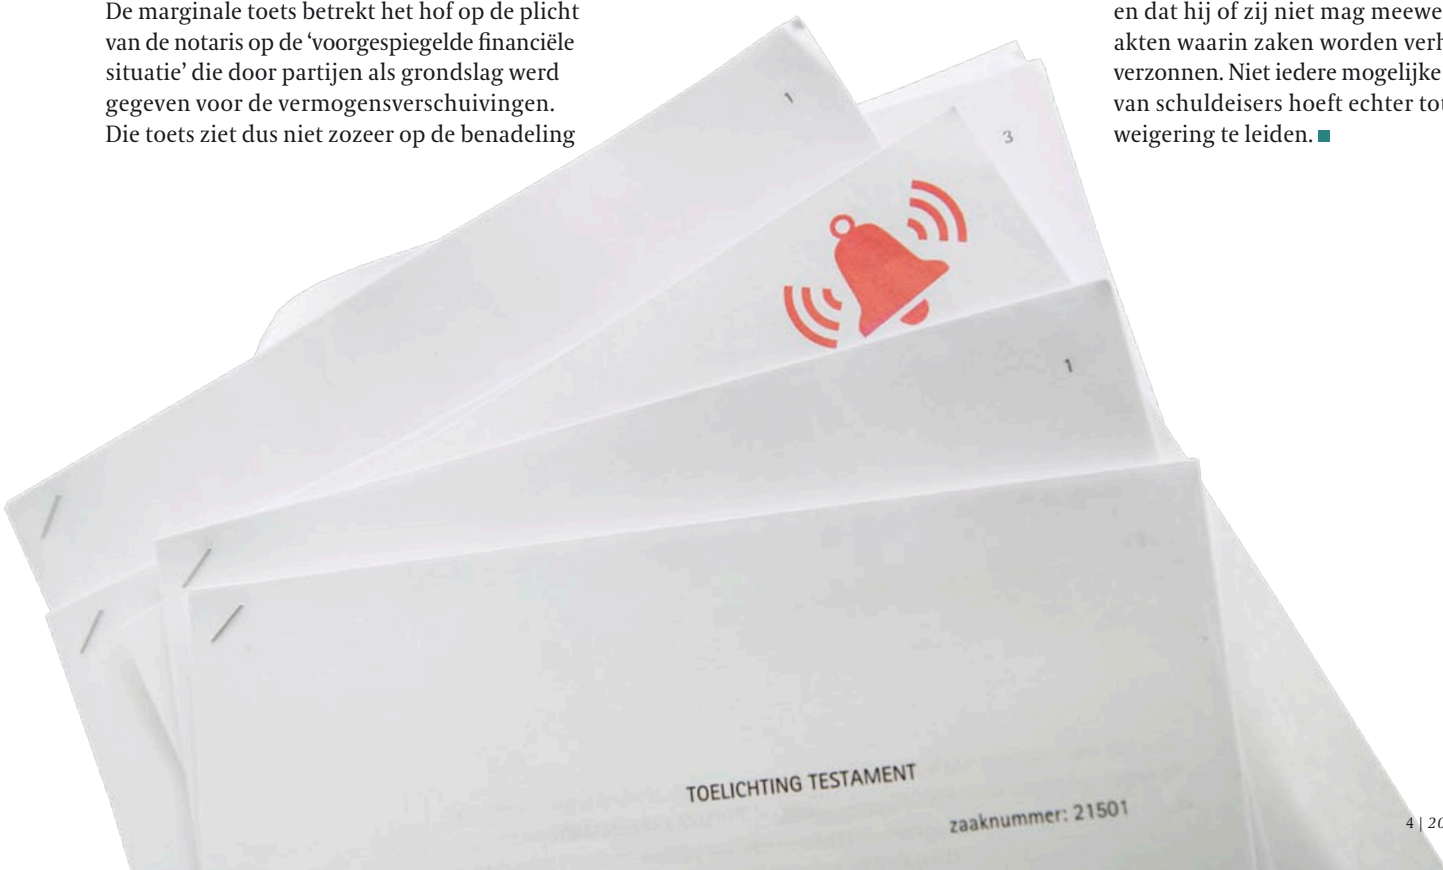 De marginale toets betrekt het hof op de plicht
van de notaris op de ‘voorgespiegelde financiële
situatie’ die door partijen als grondslag werd
gegeven voor de vermogensverschuivingen.
Die toets ziet dus niet zozeer op de benadeling
en dat hij of zij niet mag
akten waarin zaken worden
verzonnen. Niet iedere mogelijke
van schuldeisers hoeft echter
weigering te leiden.
1
3
1
TOELICHTING TESTAMENT
zaaknummer: 21501
4 |